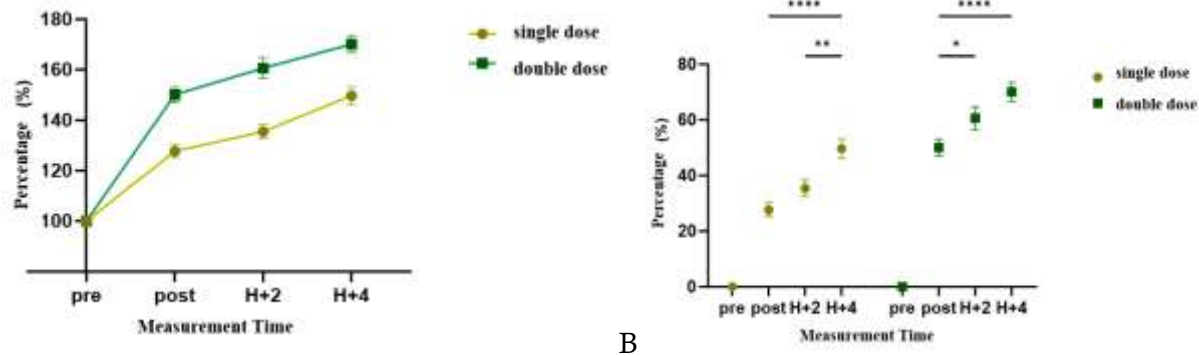 180
160
140
120
100
Percentage (%)
pre post H+2 H+4
Measurement Time
single dose
double dose
B
**** ****
** *
80
60
40
20
0
Percentage (%)
pre post H+2 H+4 pre post H+2 H+4
Measurement Time
single dose
double dose